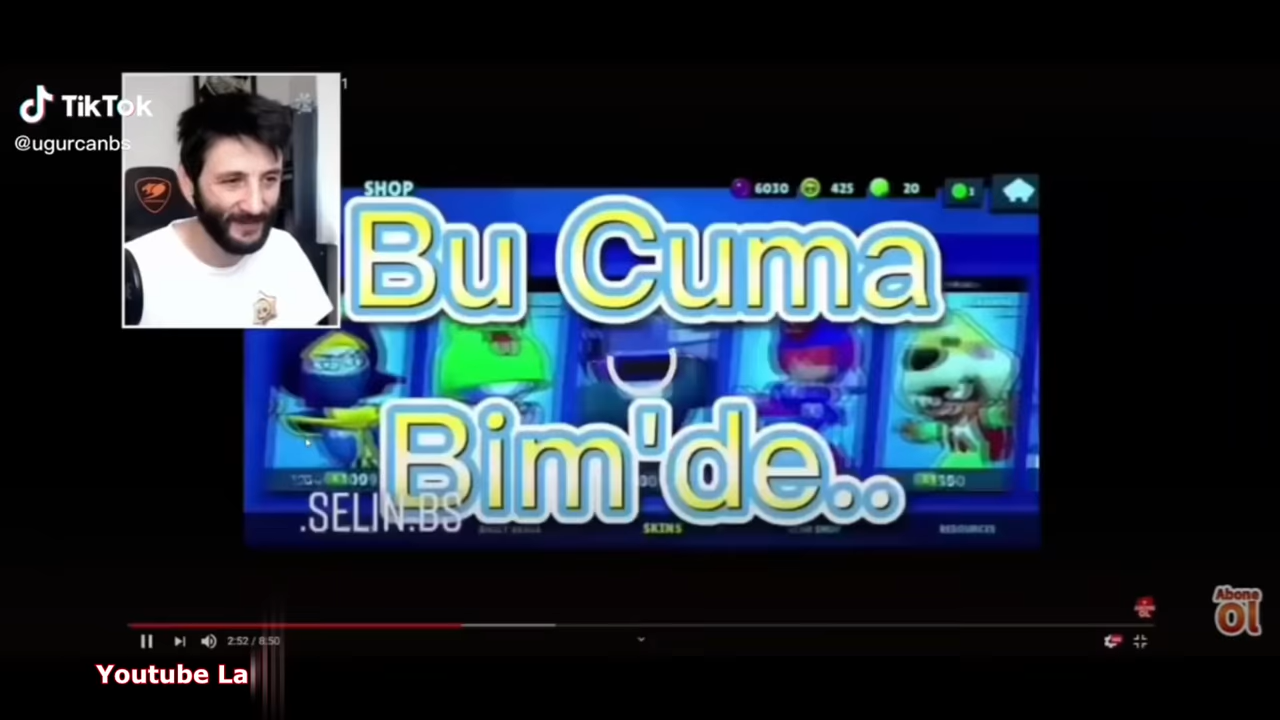 TikTok
@ugurcanbs
SHOP
6030
425
20
Bu Cuma
Bim'de..
.SELIN.BS
SKINS
RESOURCES
2:52 / 8:50
Abone
Ol
Youtube La